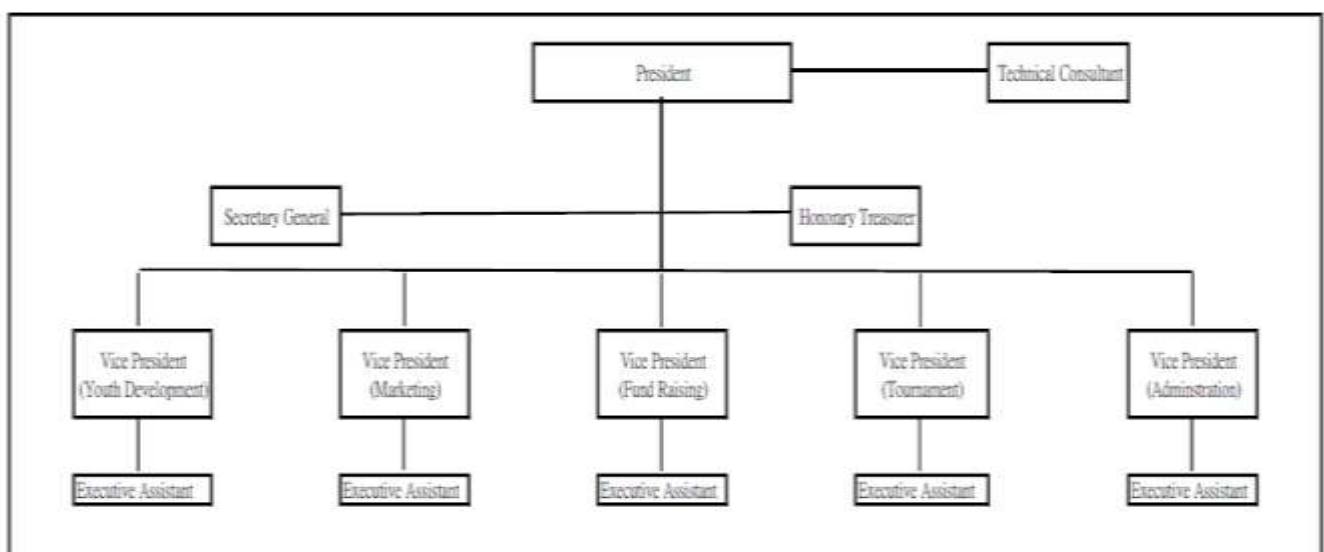 President
Technical Consultant
Secretary General
Honorary Treasurer
Vice President
(Youth Development)
Vice President
(Marketing)
Vice President
(Fund Raising)
Vice President
(Tournament)
Vice President
(Adminstration)
Executive Assistant
Executive Assistant
Executive Assistant
Executive Assistant
Executive Assistant